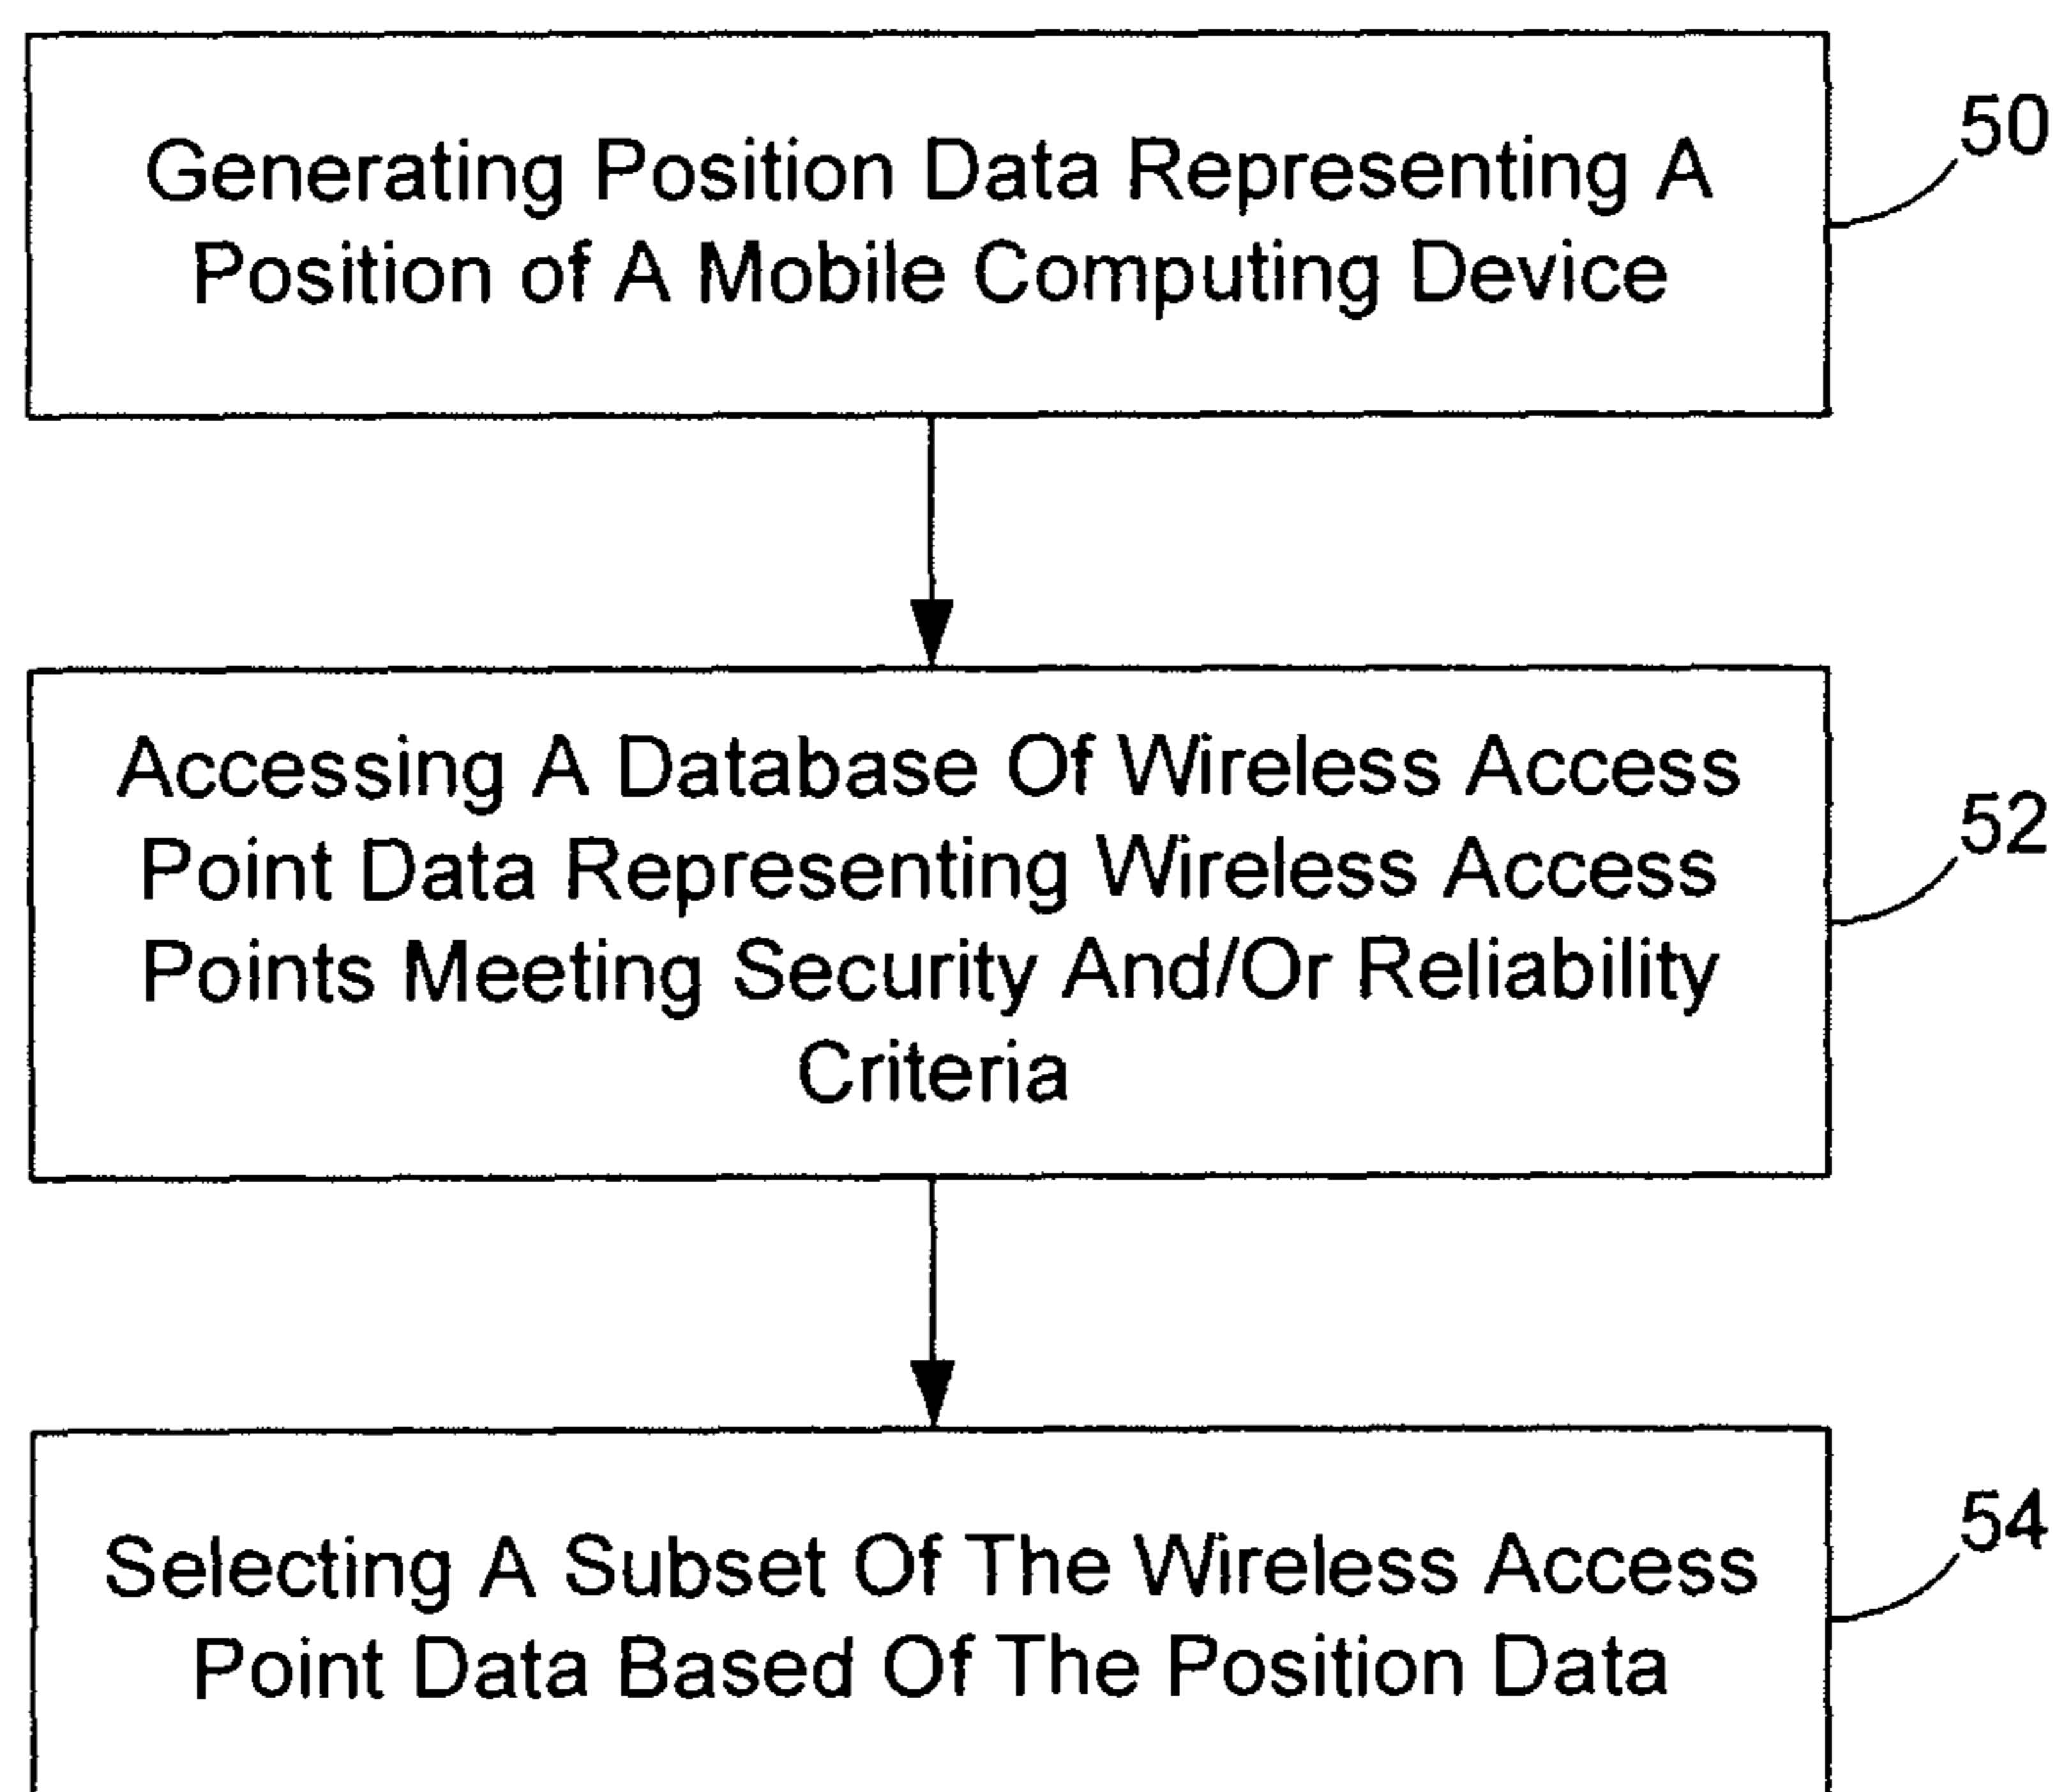 Generating Position Data Representing A
Position of A Mobile Computing Device
50
Accessing A Database Of Wireless Access
Point Data Representing Wireless Access
Points Meeting Security And/Or Reliability
Criteria
52
Selecting A Subset Of The Wireless Access
Point Data Based Of The Position Data
54